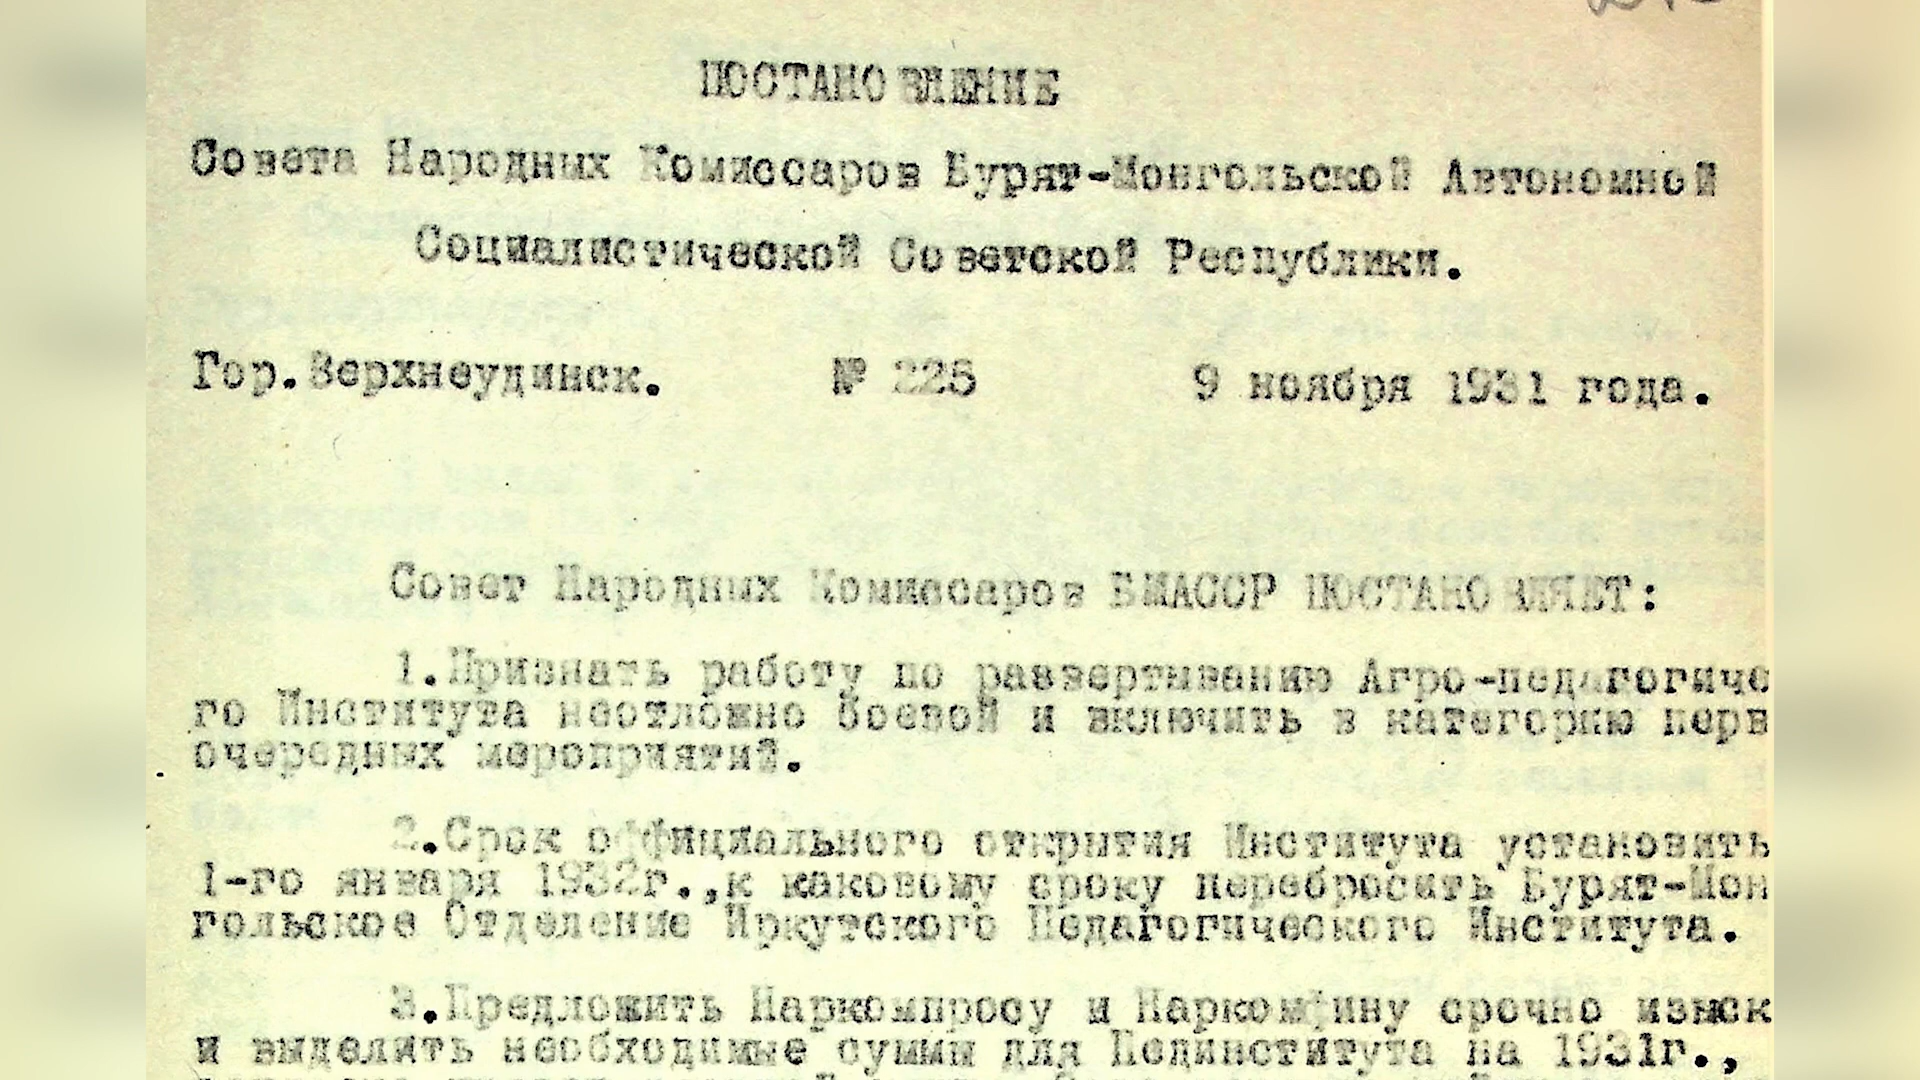 ПОСТАНОВЛЕНИЕ
Совета Народных Комиссаров Бурят-Монгольской Автономной
Социалистической Советской Республики.
Гор.Верхнеудинск. № 225 9 ноября 1931 года.
Совет Народных Комиссаров БМАССР ПОСТАНОВЛЯЕТ:
1.Признать работу по развертыванию Агро-педагогиче
го Института неотложно боевой и включить в категорию перв
очередных мероприятий.
2.Срок официального открытия Института установить
1-го января 1932г.,к каковому сроку перебросить Бурят-Мон
гольское Отделение Иркутского Педагогического Института.
3.Предложить Наркомпросу и Наркомфину срочно изыск
и выделить необходимые суммы для Пединститута на 1931г.,